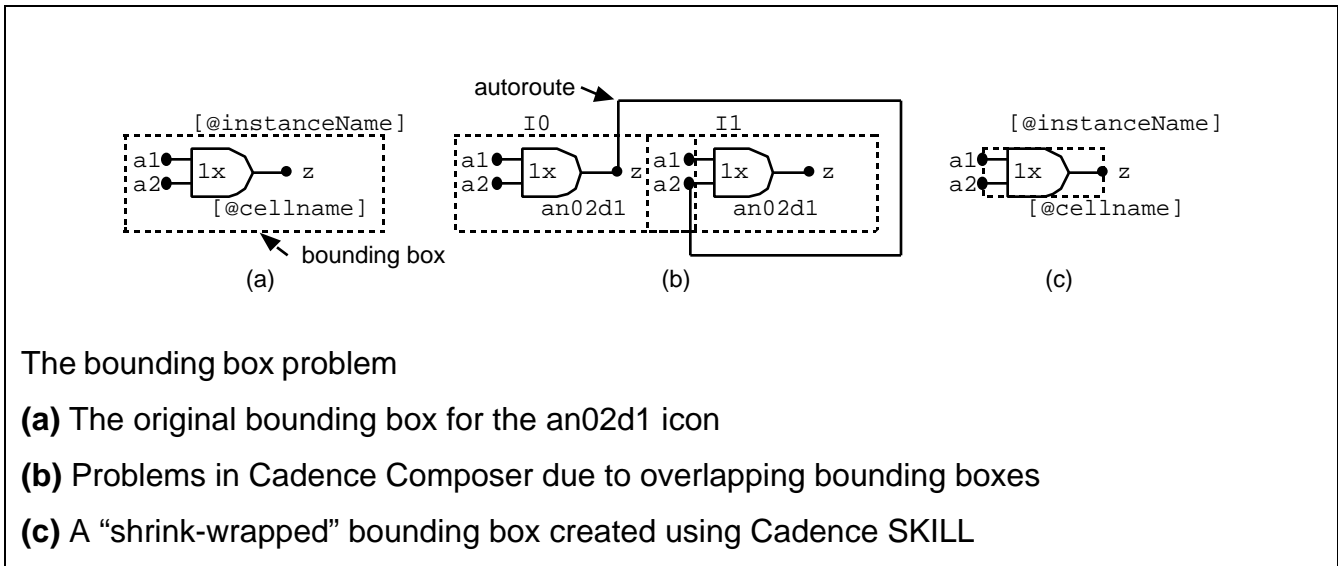 autoroute
[@instanceName] I0 I1 [@instanceName]
a1 1x a1 1x z a1 1x a1 1x
a2 z a2 a2 z a2 z
[@cellname] an02d1 an02d1 [@cellname]
bounding box
(a) (b) (c)
The bounding box problem
(a) The original bounding box for the an02d1 icon
(b) Problems in Cadence Composer due to overlapping bounding boxes
(c) A “shrink-wrapped” bounding box created using Cadence SKILL